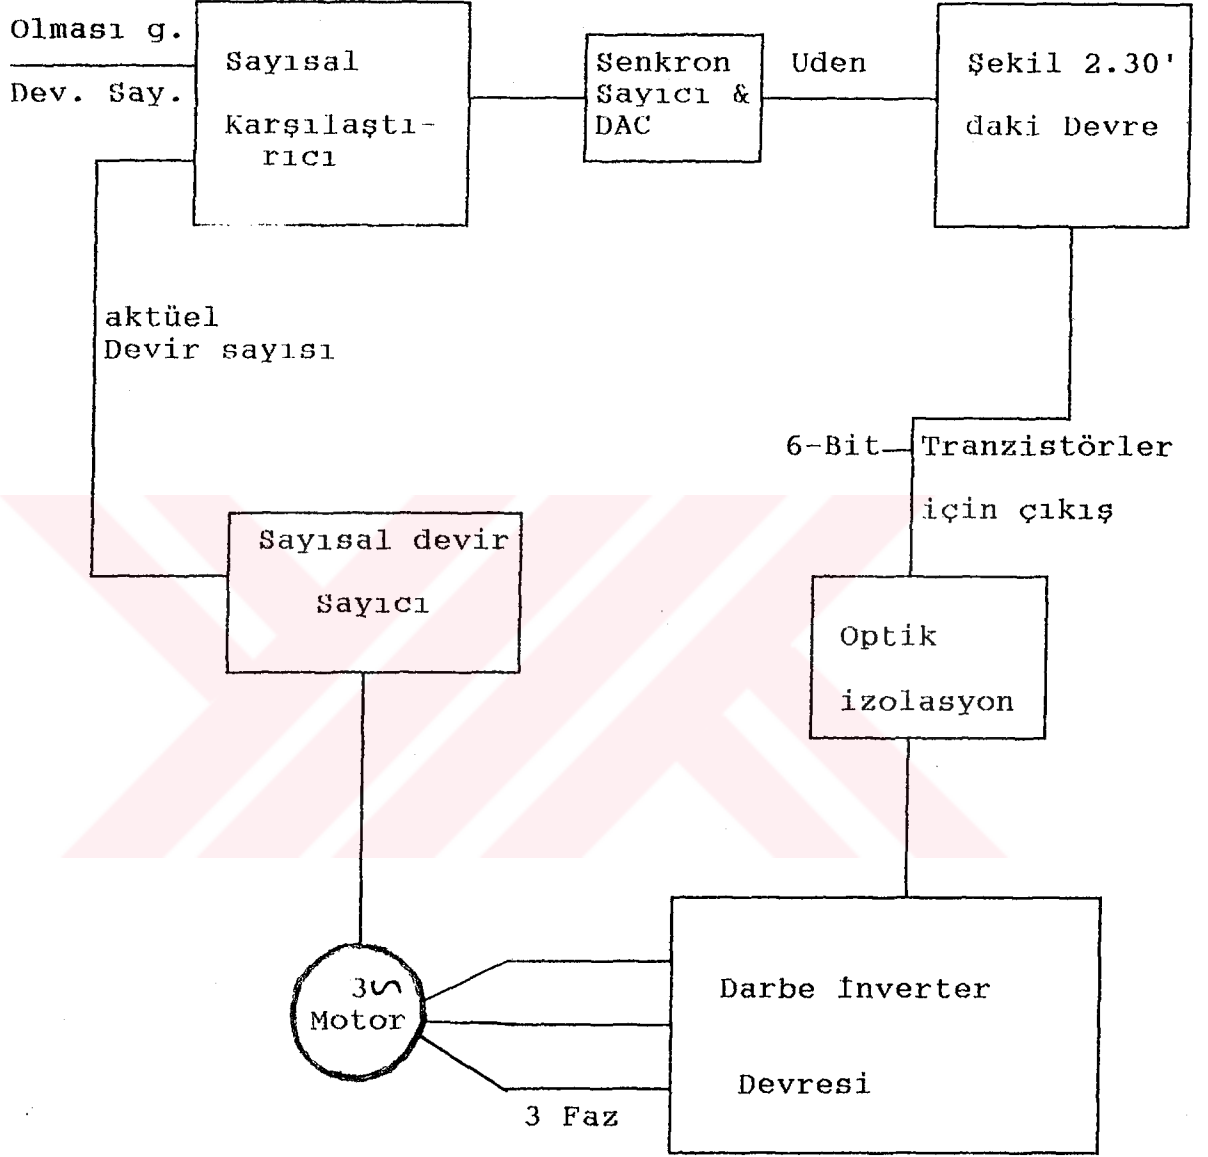 Olması g.
Dev. Say.
Sayısal
Karşılaştı-
rıcı
Senkron
Sayıcı &
DAC
Uden
Şekil 2.30'
daki Devre
aktüel
Devir sayısı
6-Bit
Tranzistörler
için çıkış
Sayısal devir
Sayıcı
Optik
izolasyon
3∽
Motor
3 Faz
Darbe İnverter
Devresi